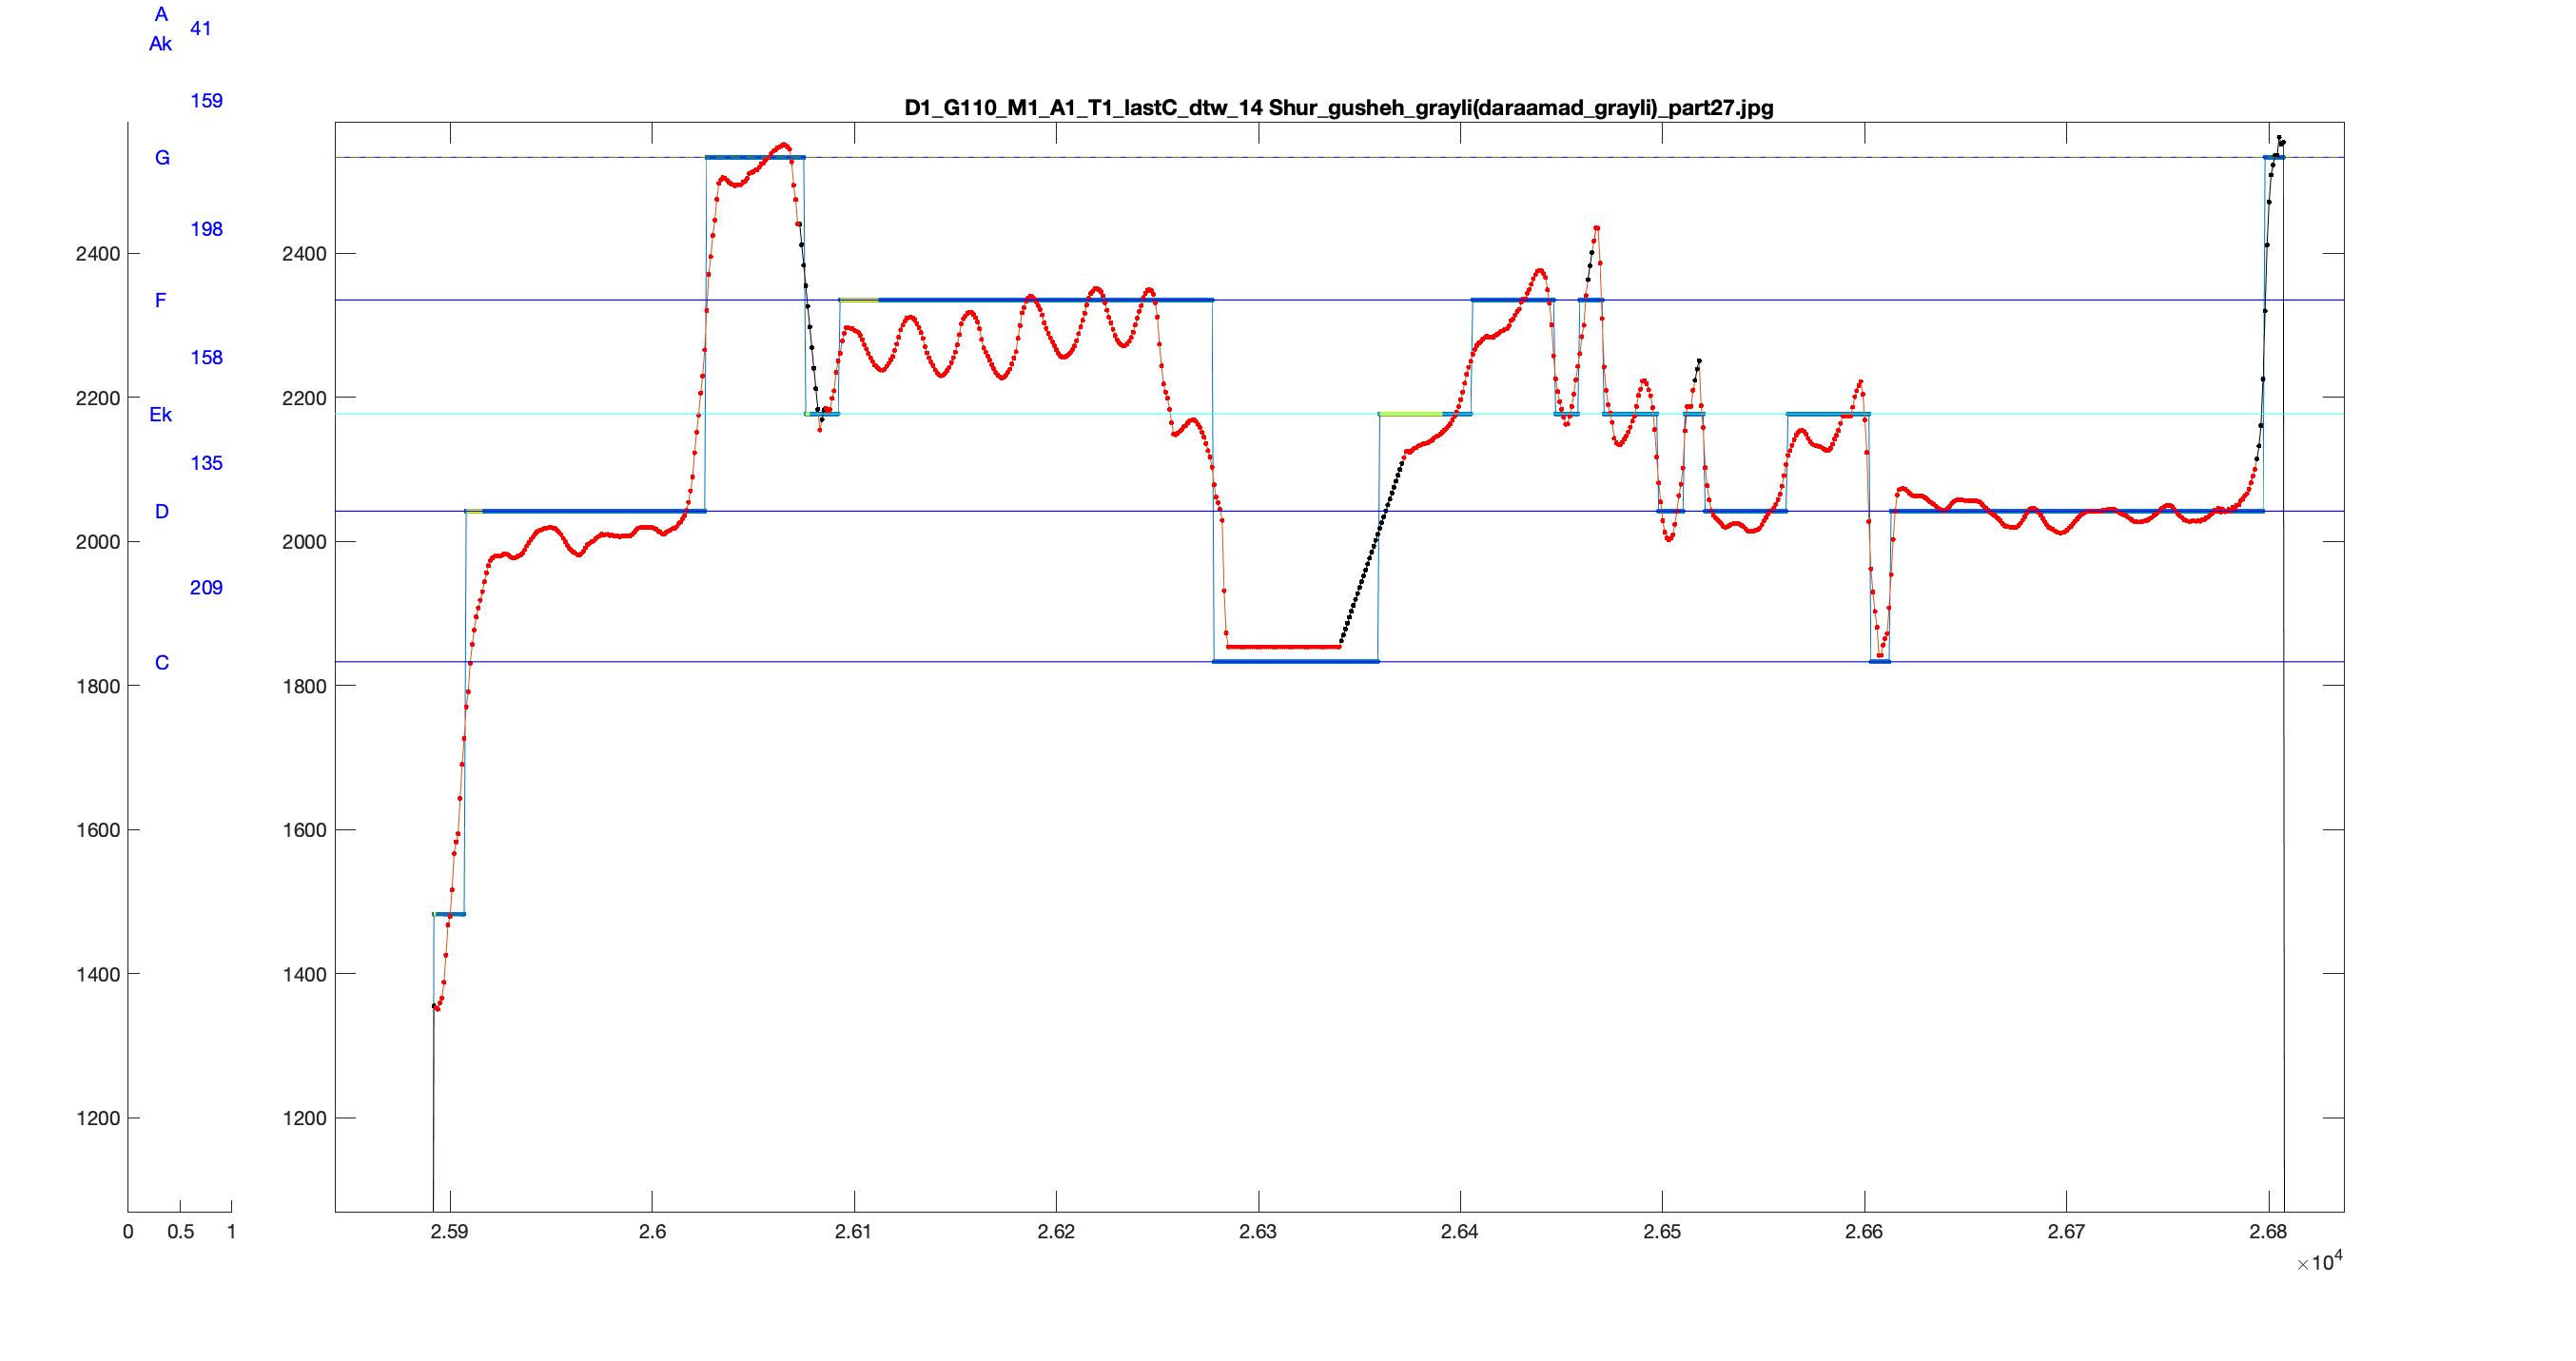 A
41
Ak
159
D1_G110_M1_A1_T1_lastC_dtw_14 Shur_gusheh_grayli(daraamad_grayli)_part27.jpg
G
198
2400 2400
F
158
2200 2200
Ek
135
D
2000 2000
209
C
1800 1800
1600 1600
1400 1400
1200 1200
0 0.5 1 2.59 2.6 2.61 2.62 2.63 2.64 2.65 2.66 2.67 2.68
×10⁴